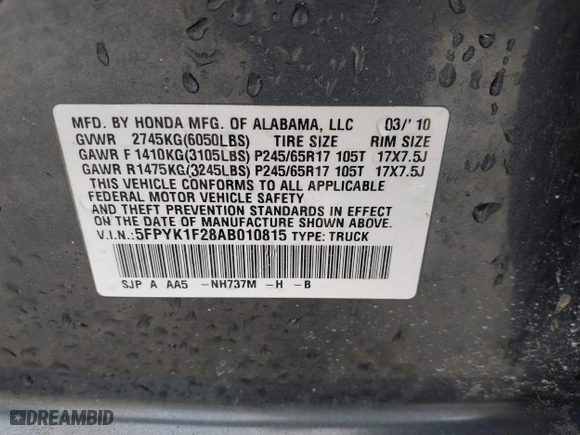 MFD. BY HONDA MFG. OF ALABAMA, LLC 03/' 10
GVWR 2745KG(6050LBS) TIRE SIZE RIM SIZE
GAWR F 1410KG(3105LBS) P245/65R17 105T 17X7.5J
GAWR R1475KG(3245LBS) P245/65R17 105T 17X7.5J
THIS VEHICLE CONFORMS TO ALL APPLICABLE
FEDERAL MOTOR VEHICLE SAFETY
AND THEFT PREVENTION STANDARDS IN EFFECT
ON THE DATE OF MANUFACTURE SHOWN ABOVE.
V.I.N.: 5FPYK1F28AB010815 TYPE: TRUCK
SJP A AA5 -NH737M -H -B
DREAMBID